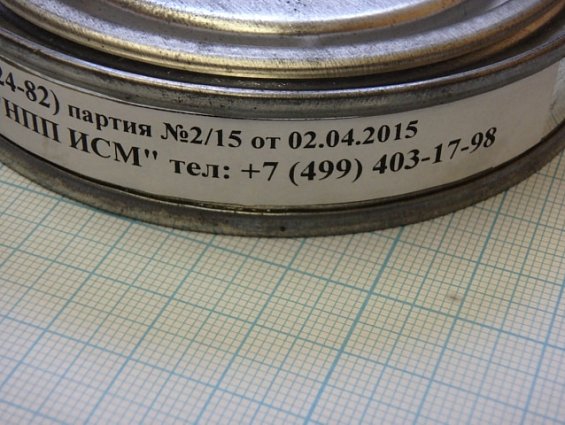 24-82) партия №2/15 от 02.04.2015
НПП ИСМ" тел: +7 (499) 403-17-98